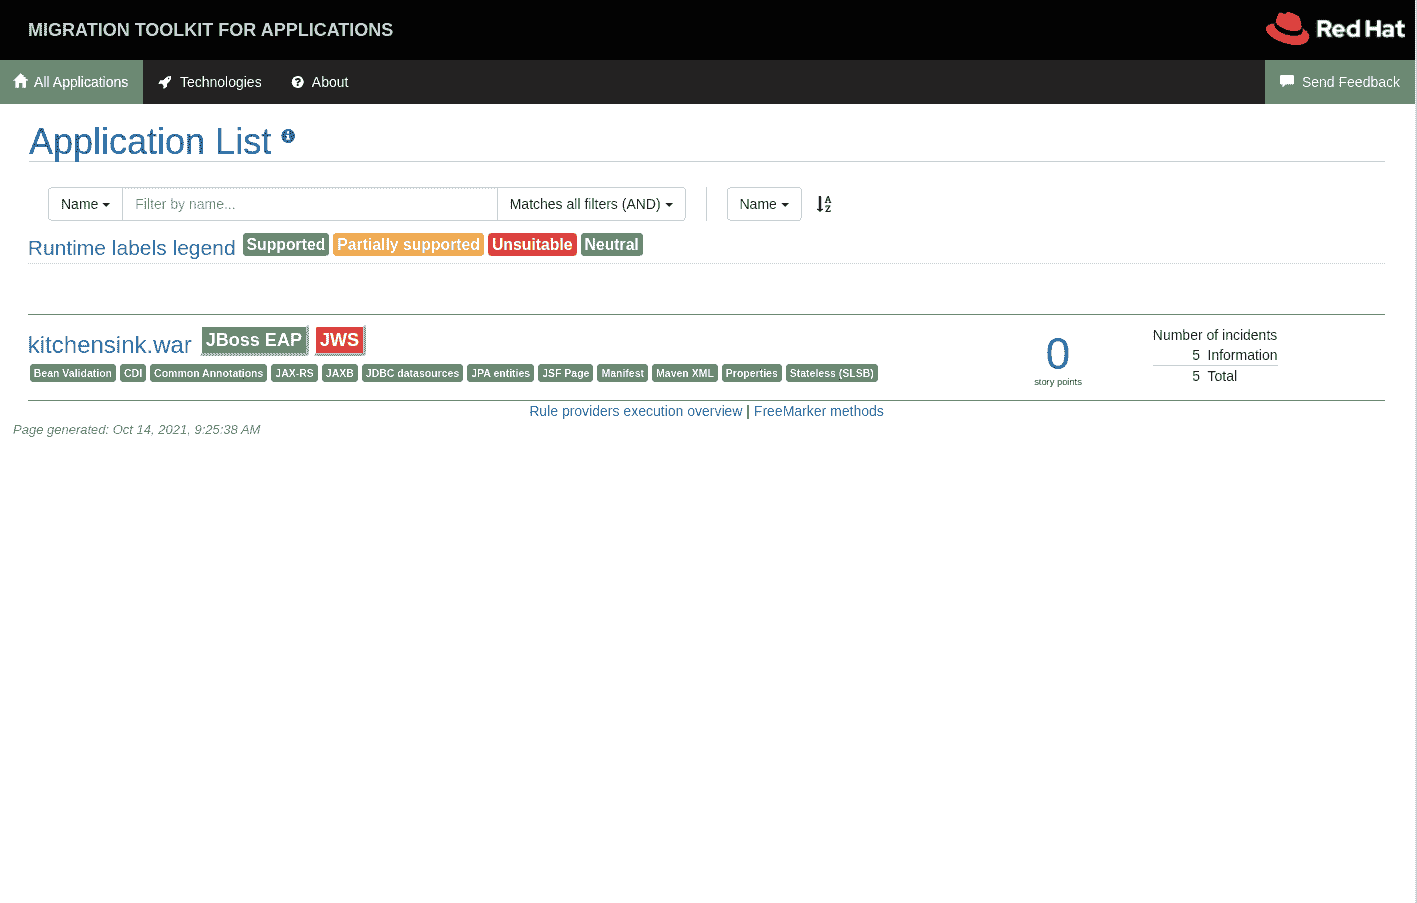 MIGRATION TOOLKIT FOR APPLICATIONS
Red Hat
All Applications Technologies About Send Feedback
Application List
Name Filter by name... Matches all filters (AND) Name
Runtime labels legend Supported Partially supported Unsuitable Neutral
kitchensink.war JBoss EAP JWS
Bean Validation CDI Common Annotations JAX-RS JAXB JDBC datasources JPA entities JSF Page Manifest Maven XML Properties Stateless (SLSB)
0
story points
Number of incidents
5 Information
5 Total
Rule providers execution overview | FreeMarker methods
Page generated: Oct 14, 2021, 9:25:38 AM